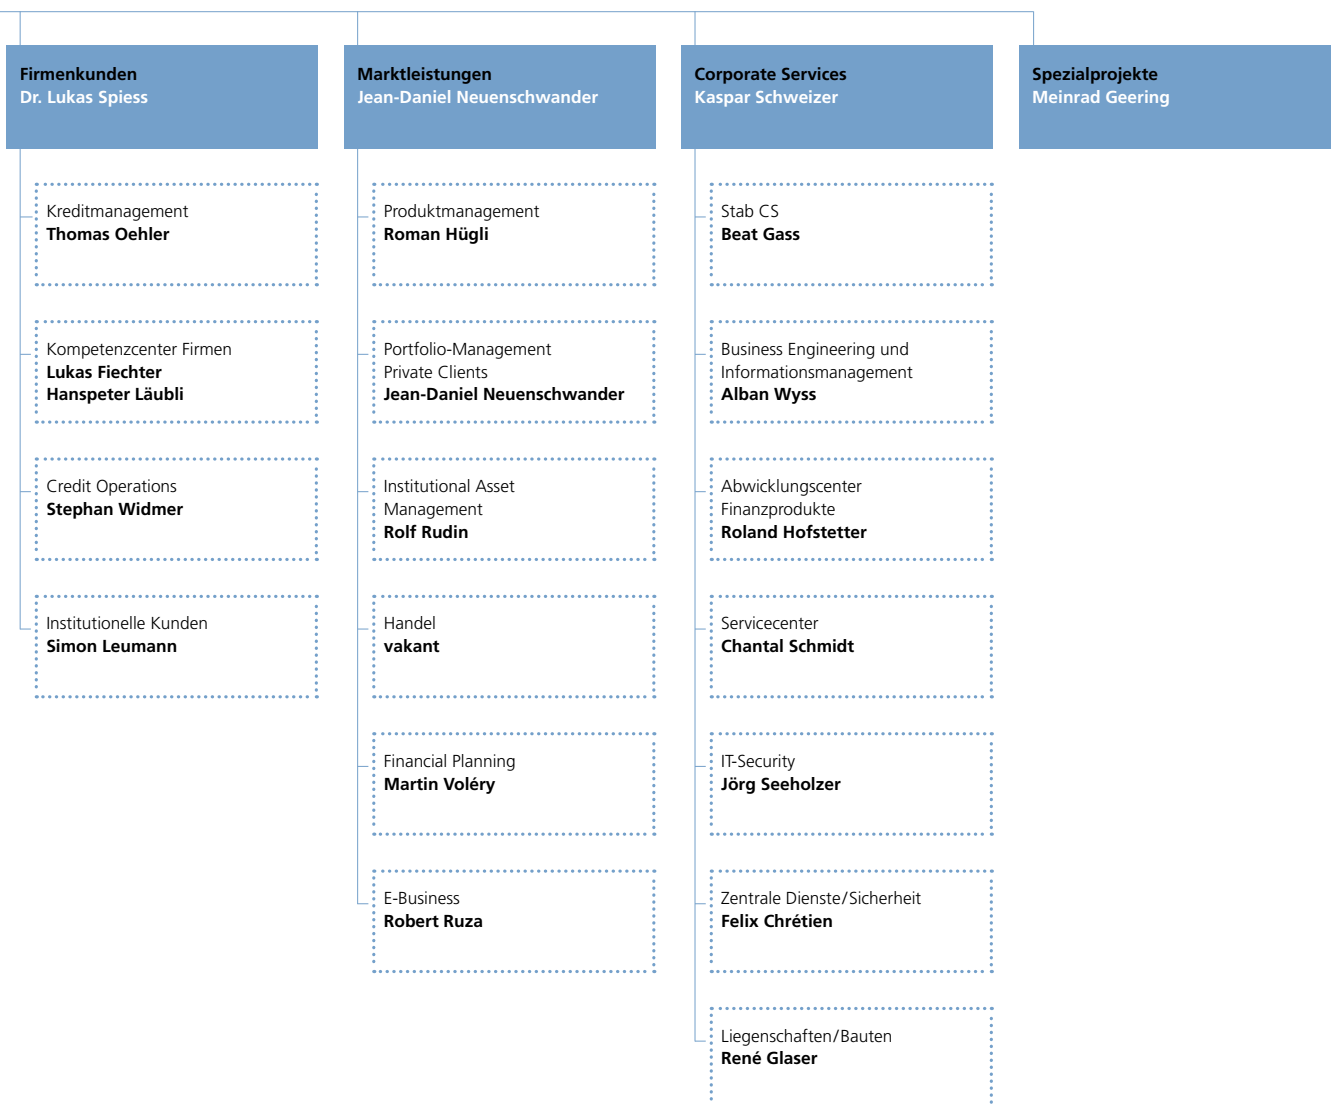 Firmenkunden
Dr. Lukas Spiess
Kreditmanagement
Thomas Oehler
Kompetenzcenter Firmen
Lukas Fiechter
Hanspeter Läubli
Credit Operations
Stephan Widmer
Institutionelle Kunden
Simon Leumann
Marktleistungen
Jean-Daniel Neuenschwander
Produktmanagement
Roman Hügli
Portfolio-Management
Private Clients
Jean-Daniel Neuenschwander
Institutional Asset
Management
Rolf Rudin
Handel
vakant
Financial Planning
Martin Voléry
E-Business
Robert Ruza
Corporate Services
Kaspar Schweizer
Stab CS
Beat Gass
Business Engineering und
Informationsmanagement
Alban Wyss
Abwicklungscenter
Finanzprodukte
Roland Hofstetter
Servicecenter
Chantal Schmidt
IT-Security
Jörg Seeholzer
Zentrale Dienste/Sicherheit
Felix Chrétien
Liegenschaften/Bauten
René Glaser
Spezialprojekte
Meinrad Geering